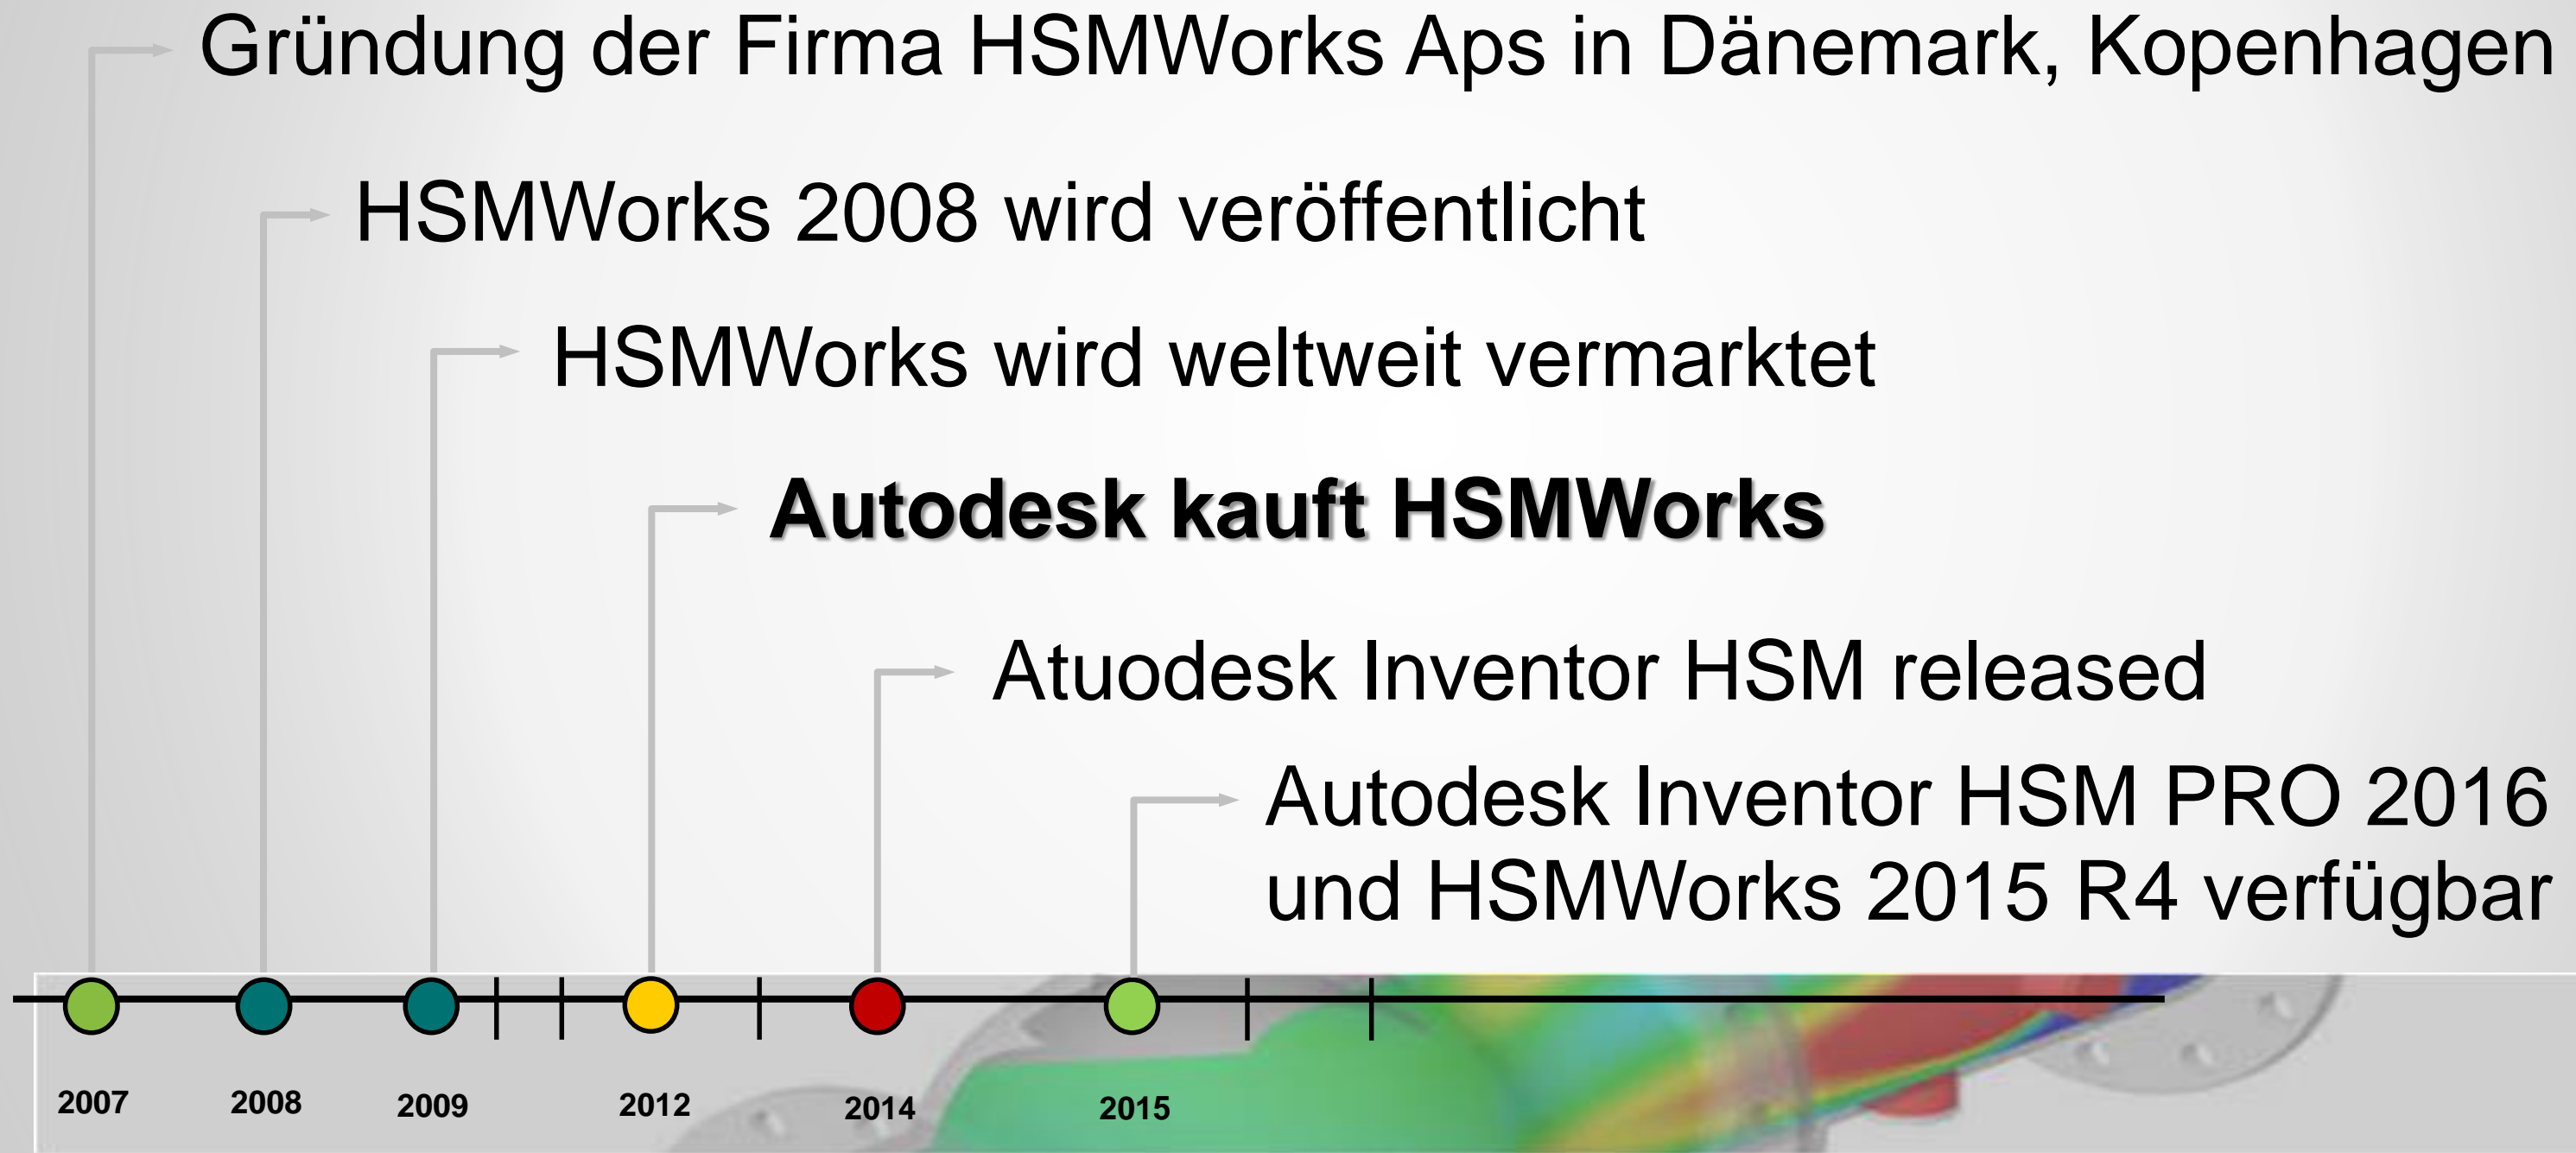 Gründung der Firma HSMWorks Aps in Dänemark, Kopenhagen
HSMWorks 2008 wird veröffentlicht
HSMWorks wird weltweit vermarktet
Autodesk kauft HSMWorks
Atuodesk Inventor HSM released
Autodesk Inventor HSM PRO 2016
und HSMWorks 2015 R4 verfügbar
2007 2008 2009 2012 2014 2015